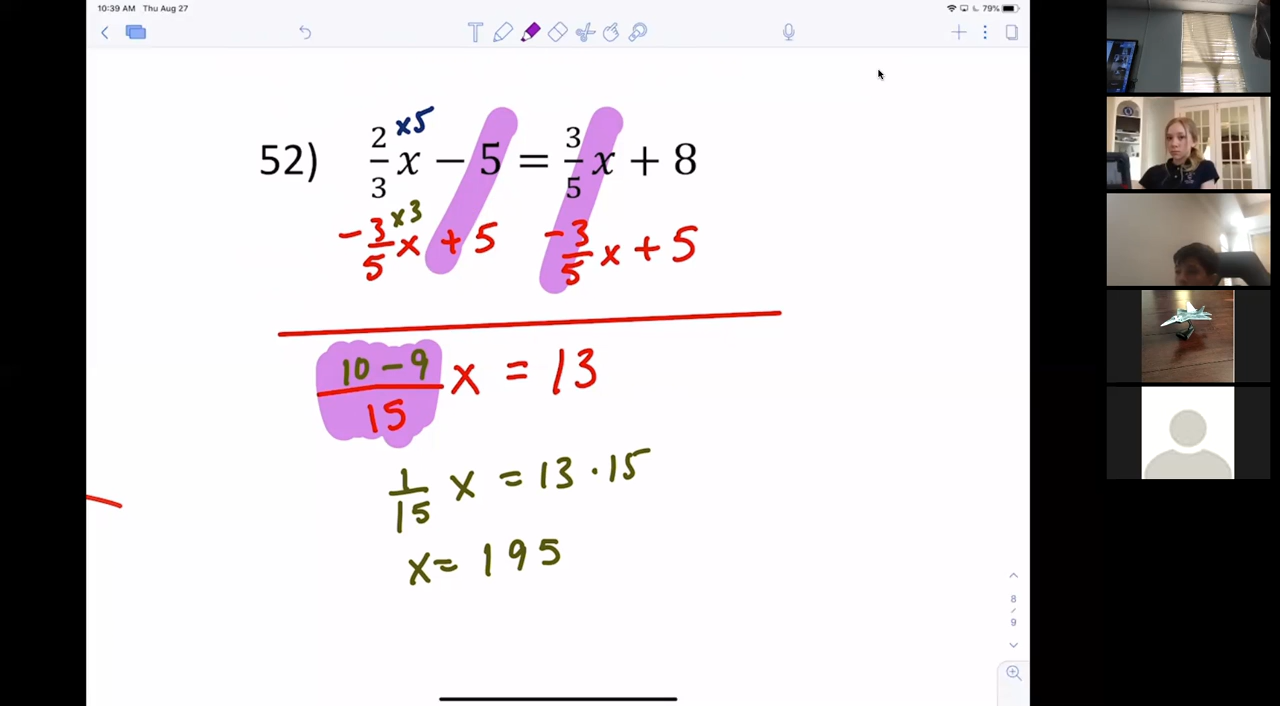 10:39 AM Thu Aug 27 79%
x5
52) 2/3 x − 5 = 3/5 x + 8
x3
−3/5 x + 5 −3/5 x + 5
10 − 9/15 x = 13
1/15 x = 13 · 15
x = 195
8
/
9